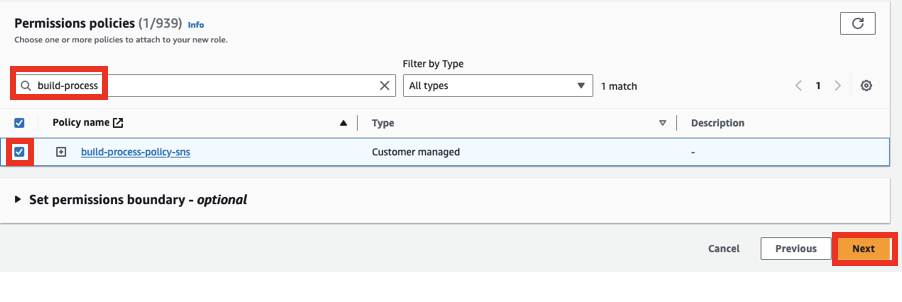 Permissions policies (1/939) Info
Choose one or more policies to attach to your new role.
Filter by Type
build-process
All types
1 match
1
Policy name
Type
Description
build-process-policy-sns
Customer managed
-
Set permissions boundary - optional
Cancel
Previous
Next